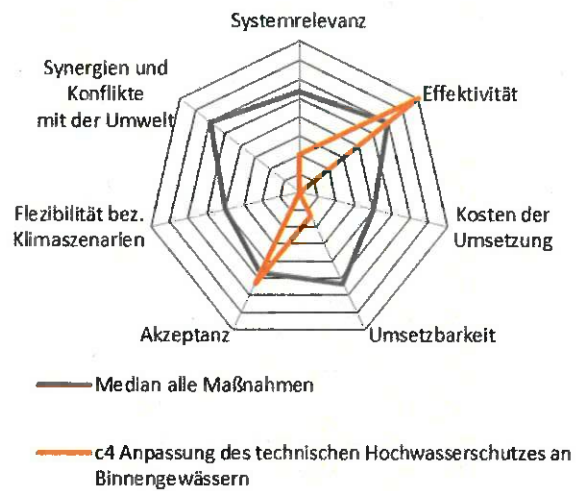 Systemrelevanz
Synergien und
Konflikte
mit der Umwelt
Effektivität
Flezibilität bez.
Klimaszenarien
Kosten der
Umsetzung
Akzeptanz
Umsetzbarkeit
Median alle Maßnahmen
c4 Anpassung des technischen Hochwasserschutzes an
Binnengewässern